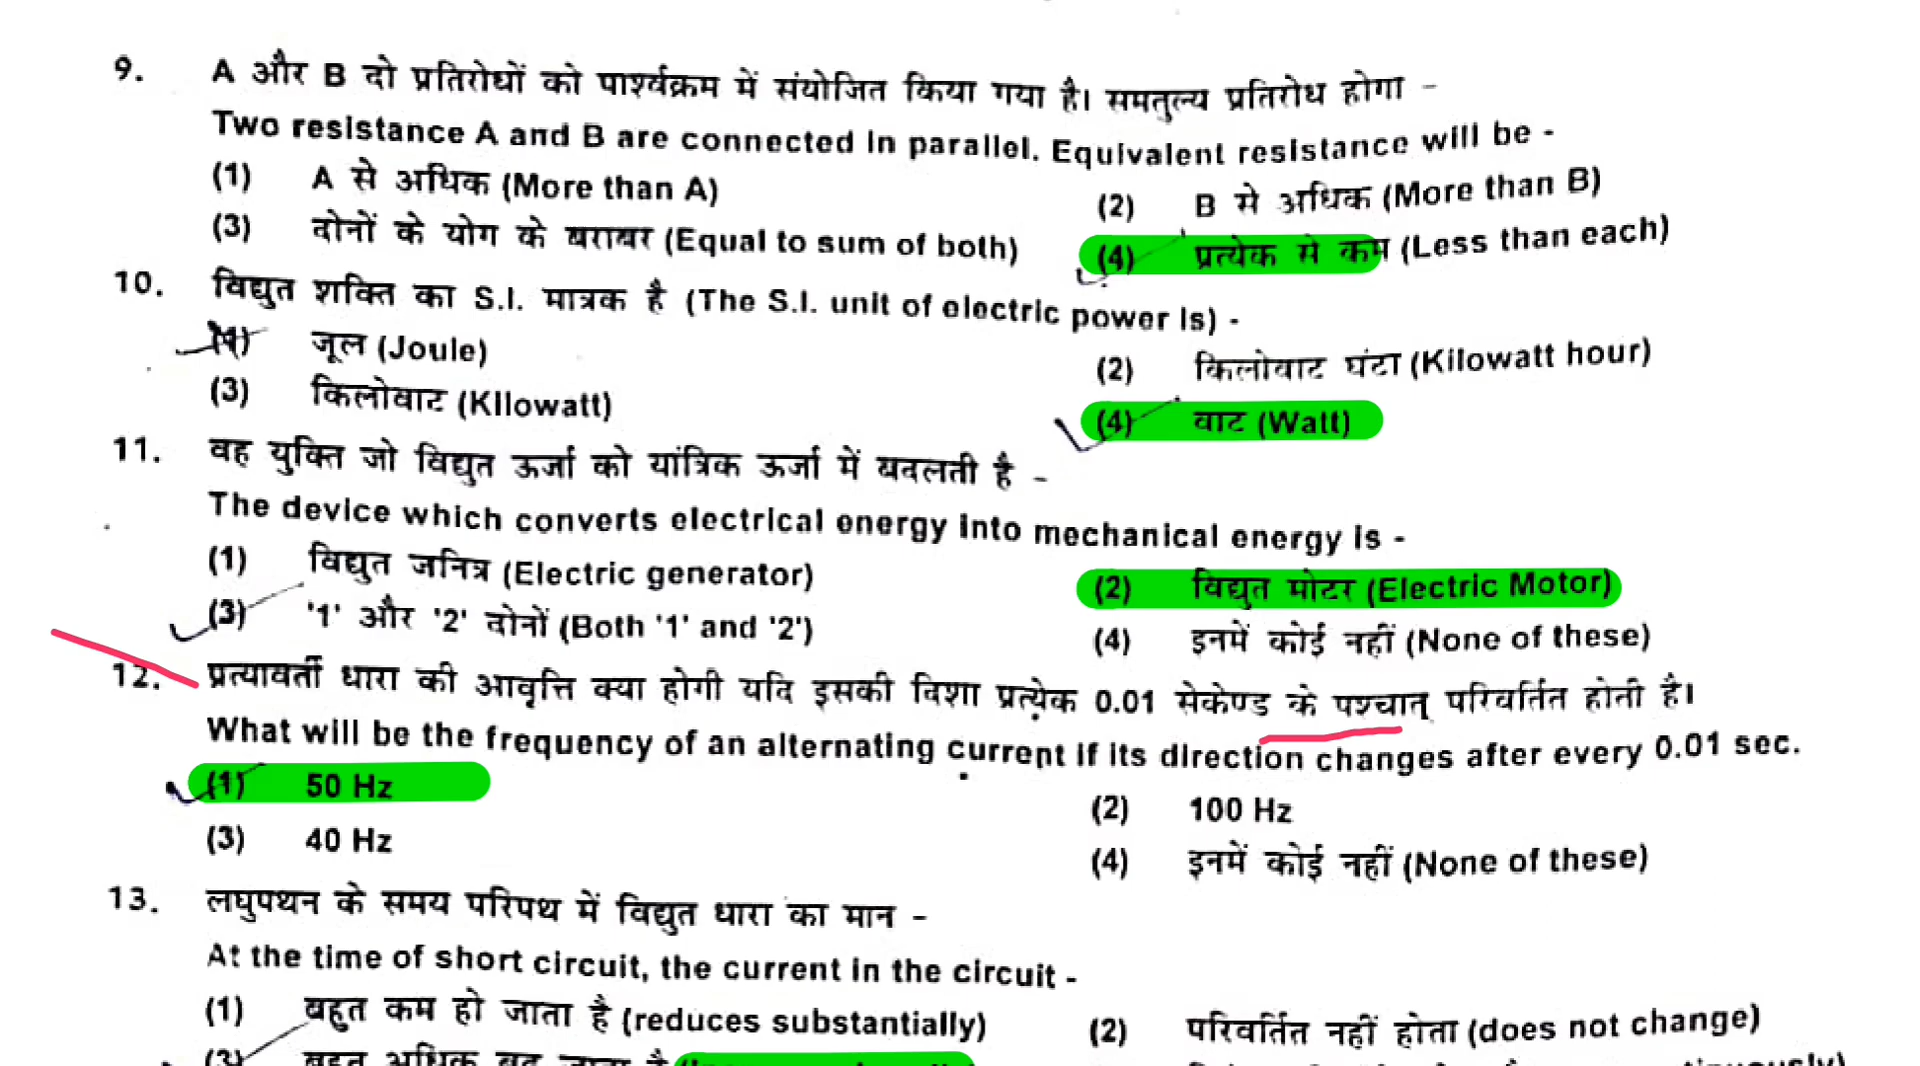 9. A और B दो प्रतिरोधों को पार्श्वक्रम में संयोजित किया गया है। समतुल्य प्रतिरोध होगा -
Two resistance A and B are connected in parallel. Equivalent resistance will be -
(1) A से अधिक (More than A) (2) B से अधिक (More than B)
(3) दोनों के योग के बराबर (Equal to sum of both) (4) प्रत्येक से कम (Less than each)
10. विद्युत शक्ति का S.I. मात्रक है (The S.I. unit of electric power is) -
(1) जूल (Joule) (2) किलोवाट घंटा (Kilowatt hour)
(3) किलोवाट (Kilowatt) (4) वाट (Watt)
11. वह युक्ति जो विद्युत ऊर्जा को यांत्रिक ऊर्जा में बदलती है -
The device which converts electrical energy into mechanical energy is -
(1) विद्युत जनित्र (Electric generator) (2) विद्युत मोटर (Electric Motor)
(3) '1' और '2' दोनों (Both '1' and '2') (4) इनमें कोई नहीं (None of these)
12. प्रत्यावर्ती धारा की आवृत्ति क्या होगी यदि इसकी दिशा प्रत्येक 0.01 सेकेण्ड के पश्चात् परिवर्तित होती है।
What will be the frequency of an alternating current if its direction changes after every 0.01 sec.
(1) 50 Hz (2) 100 Hz
(3) 40 Hz (4) इनमें कोई नहीं (None of these)
13. लघुपथन के समय परिपथ में विद्युत धारा का मान -
At the time of short circuit, the current in the circuit -
(1) बहुत कम हो जाता है (reduces substantially) (2) परिवर्तित नहीं होता (does not change)
(3) बहुत अधिक बढ़ जाता है